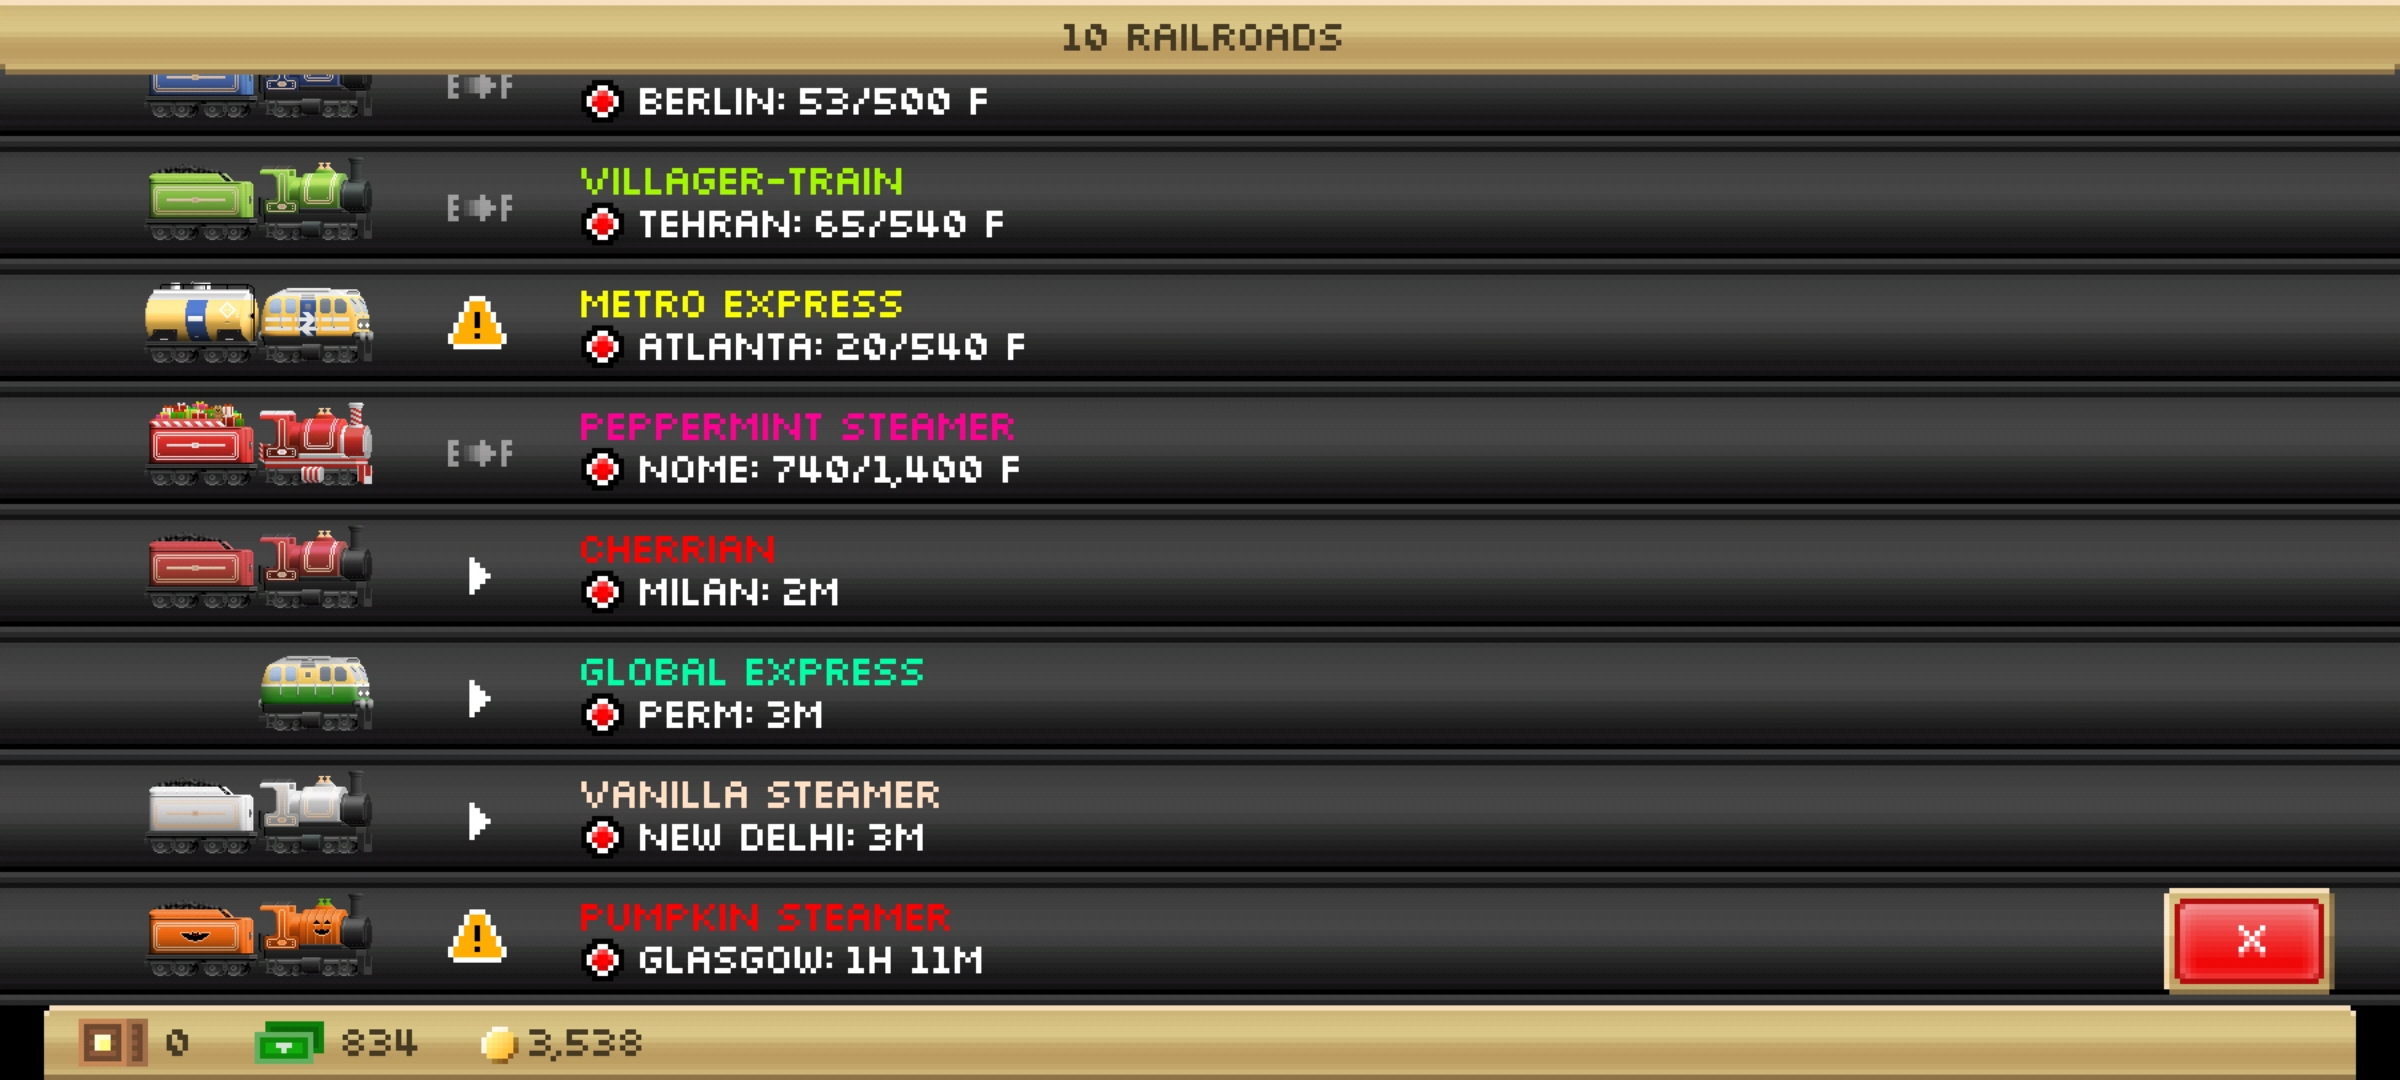 10 RAILROADS
E F
BERLIN: 53/500 F
VILLAGER-TRAIN
E F
TEHRAN: 65/540 F
METRO EXPRESS
!
ATLANTA: 20/540 F
PEPPERMINT STEAMER
E F
NOME: 740/1,400 F
CHERRIAN
MILAN: 2M
GLOBAL EXPRESS
PERM: 3M
VANILLA STEAMER
NEW DELHI: 3M
PUMPKIN STEAMER
!
GLASGOW: 1H 11M
X
0 834 3,538